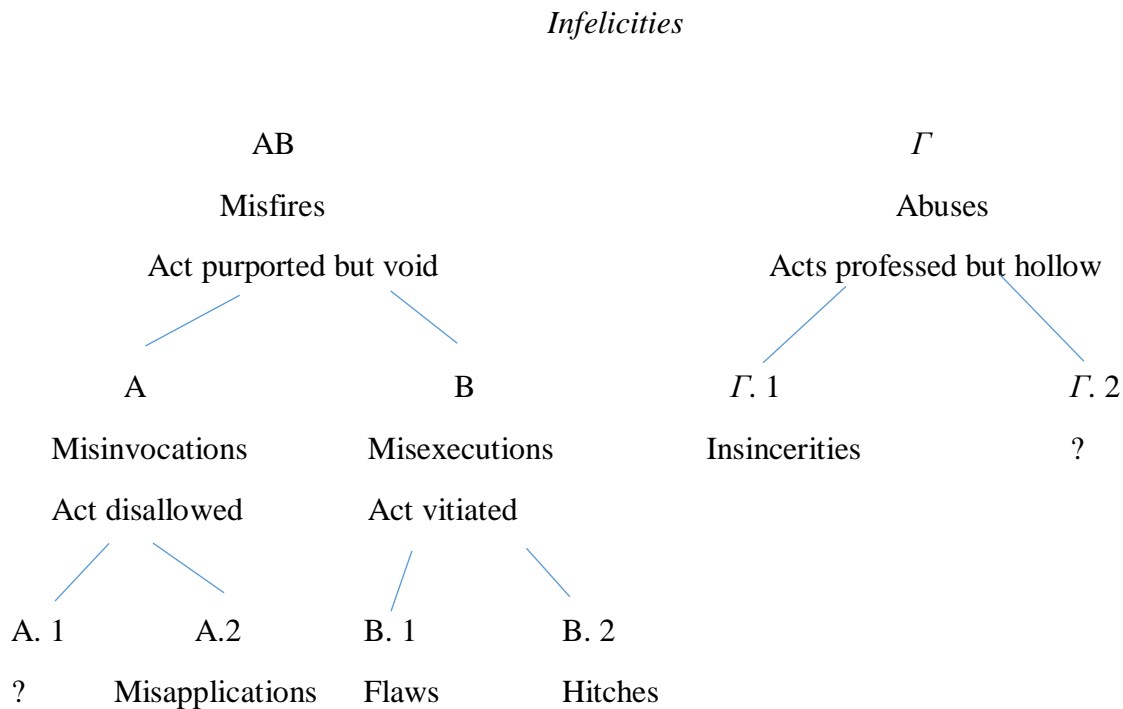 Infelicities
AB Γ
Misfires Abuses
Act purported but void Acts professed but hollow
A B Γ. 1 Γ. 2
Misinvocations Misexecutions Insincerities ?
Act disallowed Act vitiated
A. 1 A.2 B. 1 B. 2
? Misapplications Flaws Hitches